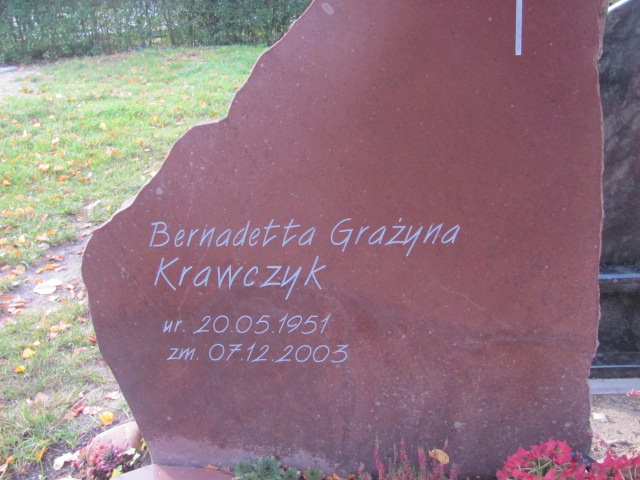 Bernadetta Grażyna
Krawczyk
ur. 20.05.1951
zm. 07.12.2003